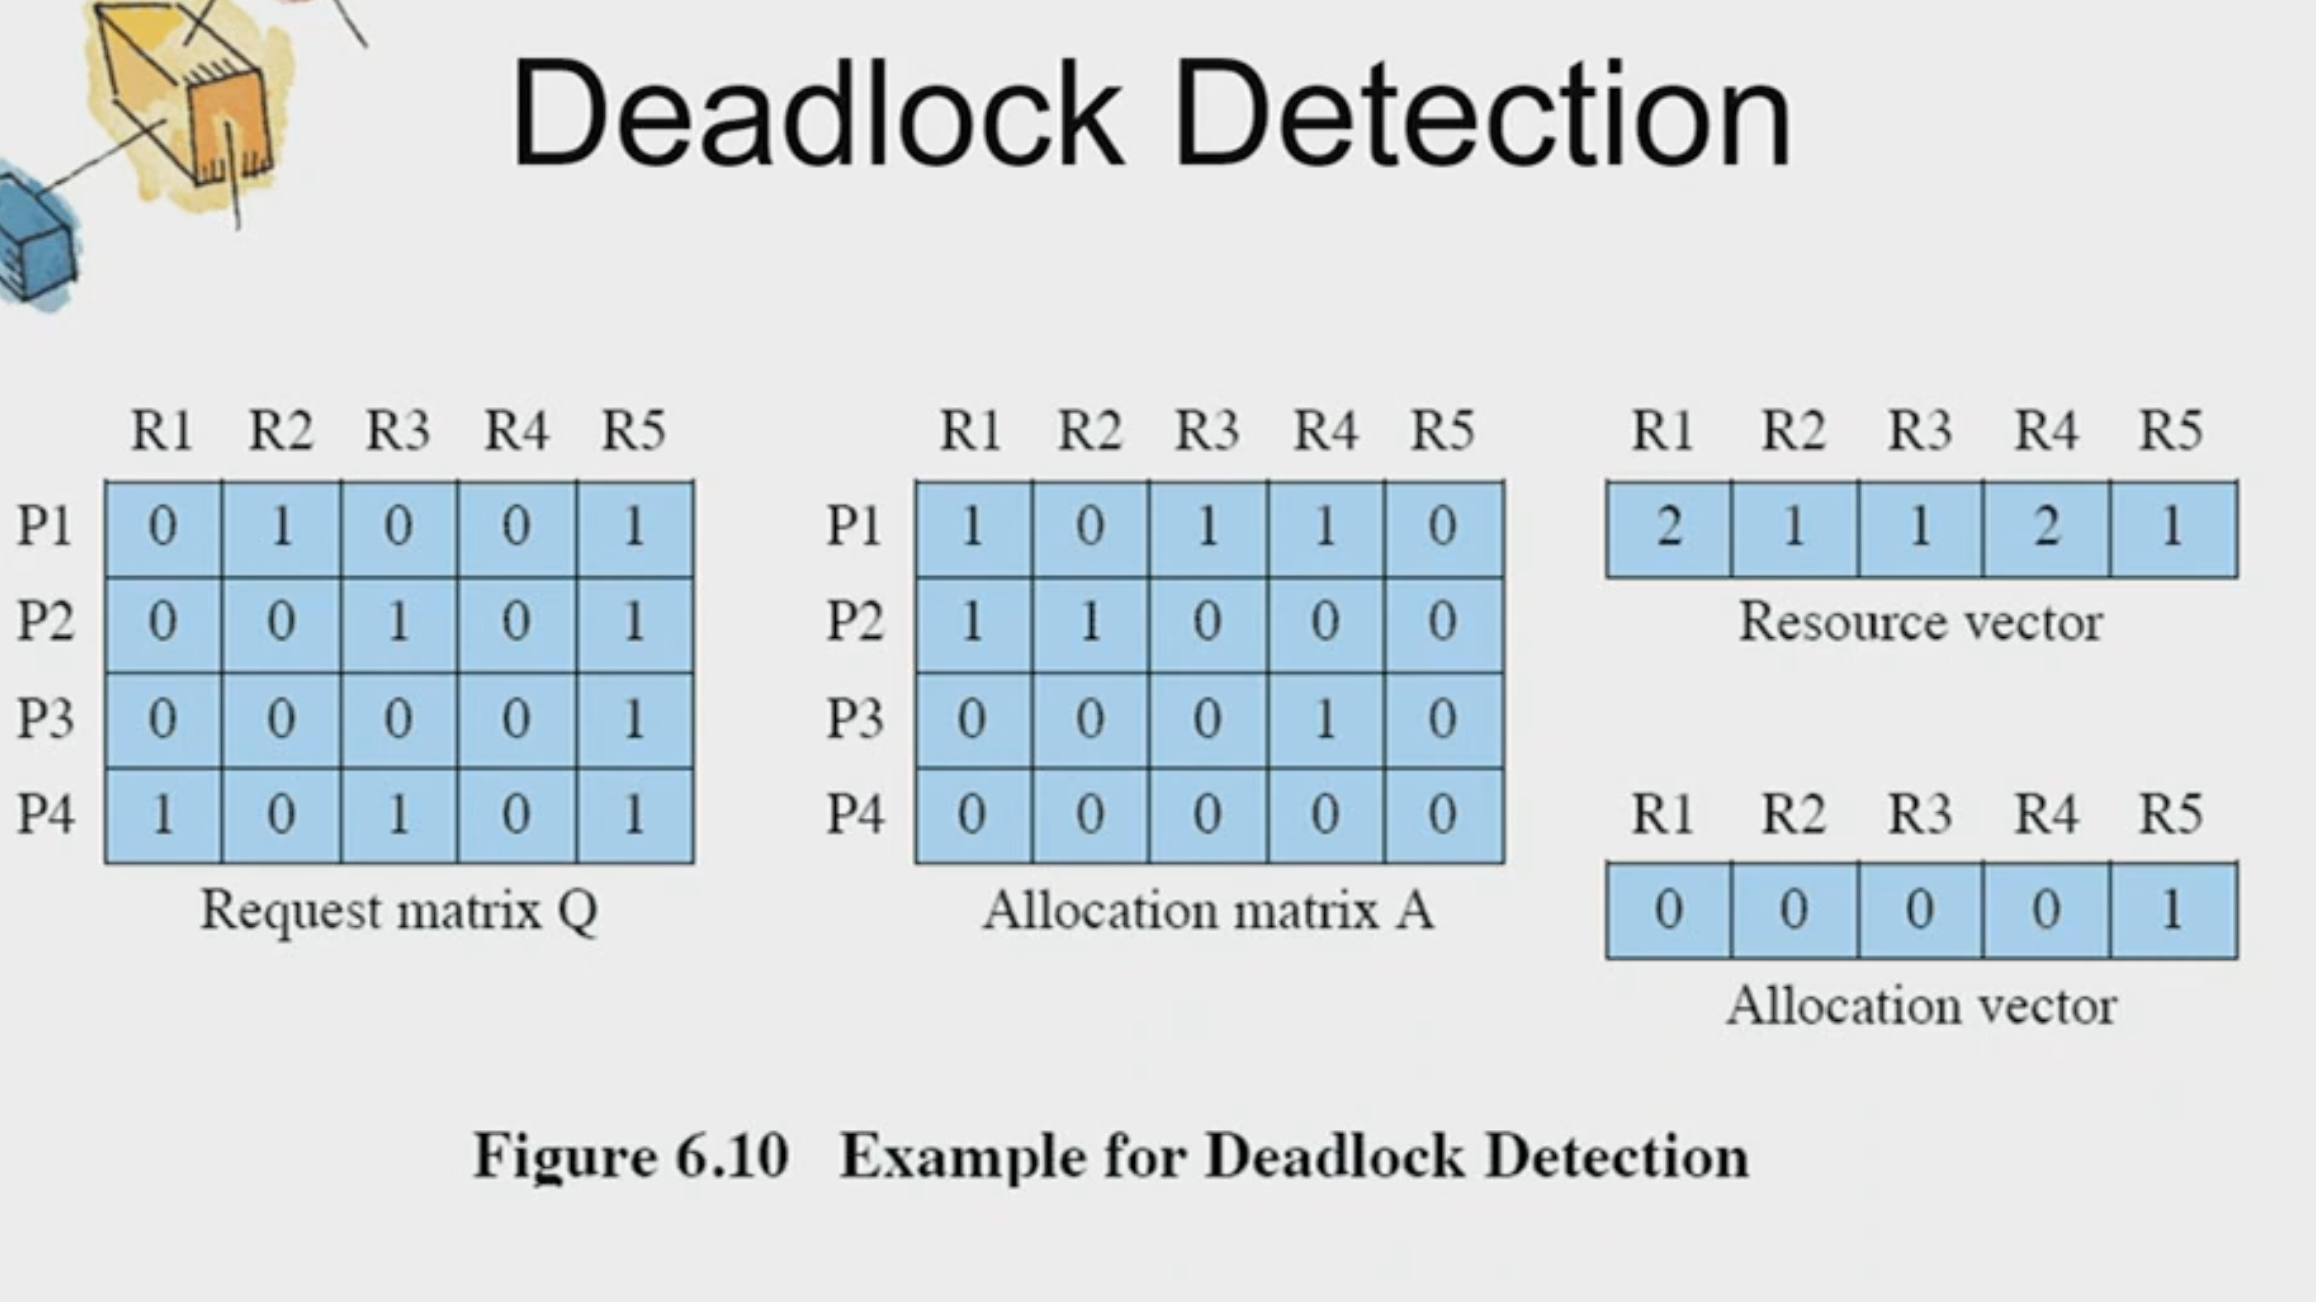 Deadlock Detection
R1 R2 R3 R4 R5
P1 0 1 0 0 1
P2 0 0 1 0 1
P3 0 0 0 0 1
P4 1 0 1 0 1
Request matrix Q
R1 R2 R3 R4 R5
P1 1 0 1 1 0
P2 1 1 0 0 0
P3 0 0 0 1 0
P4 0 0 0 0 0
Allocation matrix A
R1 R2 R3 R4 R5
2 1 1 2 1
Resource vector
R1 R2 R3 R4 R5
0 0 0 0 1
Allocation vector
Figure 6.10 Example for Deadlock Detection